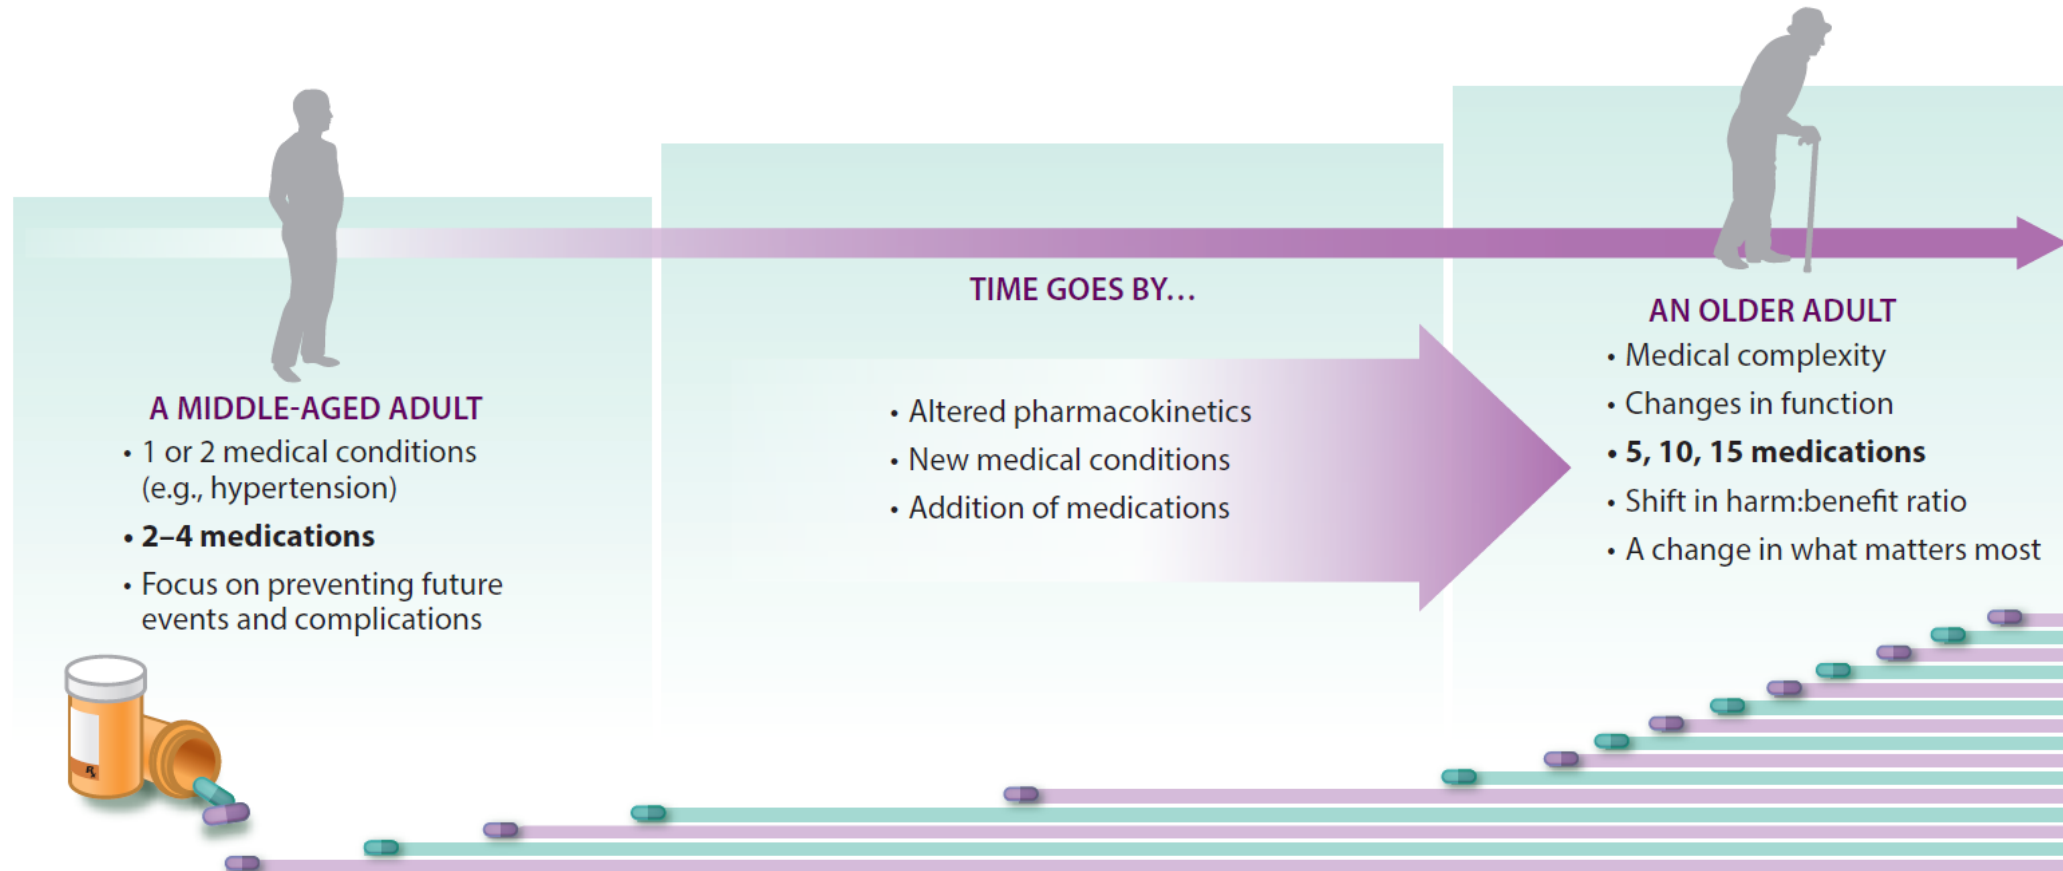 A MIDDLE-AGED ADULT
• 1 or 2 medical conditions
(e.g., hypertension)
• 2–4 medications
• Focus on preventing future
events and complications
℞
TIME GOES BY…
• Altered pharmacokinetics
• New medical conditions
• Addition of medications
AN OLDER ADULT
• Medical complexity
• Changes in function
• 5, 10, 15 medications
• Shift in harm:benefit ratio
• A change in what matters most